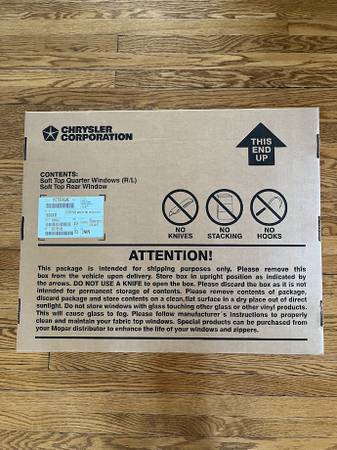 CHRYSLER
CORPORATION
THIS
END
UP
CONTENTS:
Soft Top Quarter Windows (R/L)
Soft Top Rear Window
NO
KNIVES
NO
STACKING
NO
HOOKS
ATTENTION!
This package is intended for shipping purposes only. Please remove this
box from the vehicle upon delivery. Store box in upright position as indicated by
the arrows. DO NOT USE A KNIFE to open the box. Please discard the box as it is not
intended for permanent storage of contents. Please remove contents of package,
discard package and store contents on a clean, flat surface in a dry place out of direct
sunlight. Do not store windows with glass touching other glass or other vinyl products.
This will cause glass to fog. Please follow manufacturer's instructions to properly
clean and maintain your fabric top windows. Special products can be purchased from
your Mopar distributor to enhance the life of your windows and zippers.